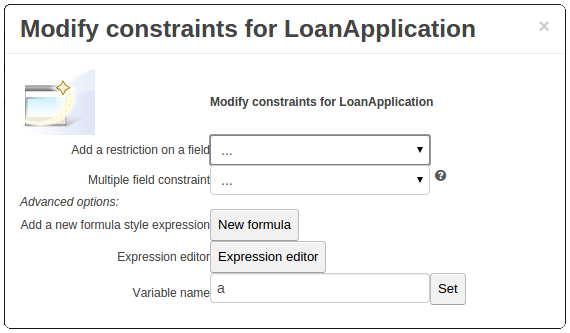 Modify constraints for LoanApplication ×
Modify constraints for LoanApplication
Add a restriction on a field ...
Multiple field constraint ... ?
Advanced options:
Add a new formula style expression New formula
Expression editor Expression editor
Variable name a Set